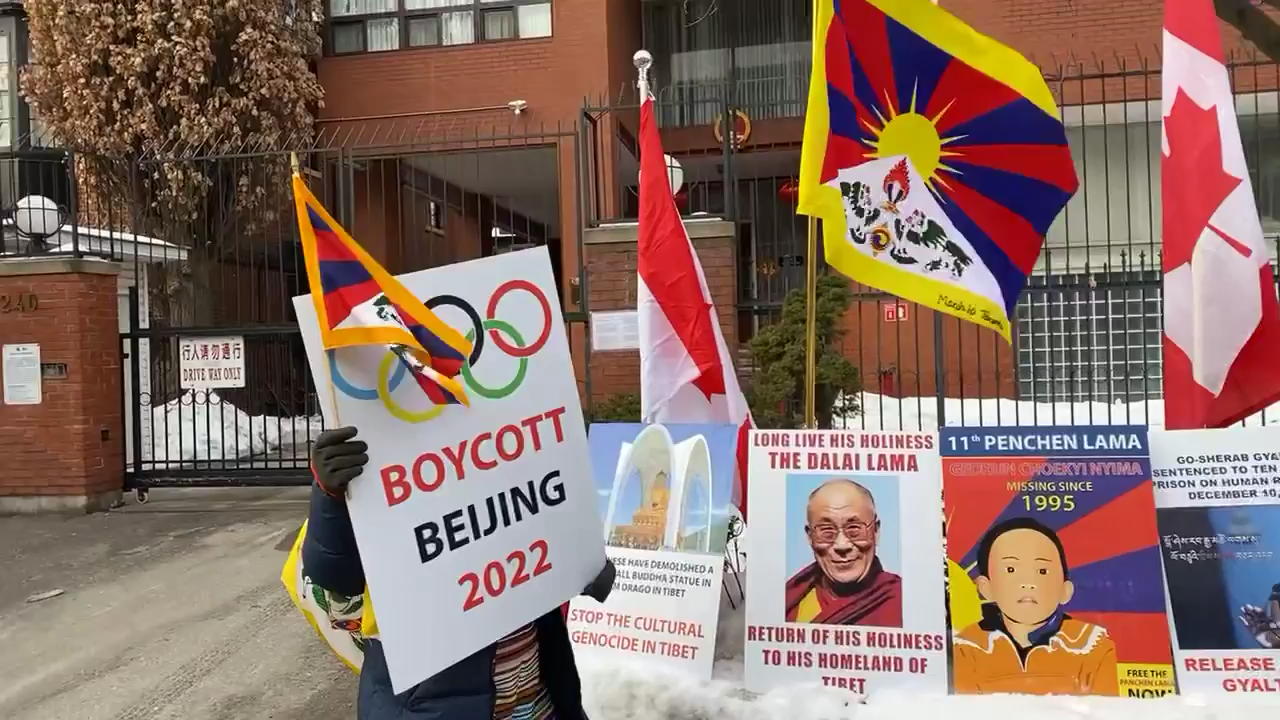 240
行人请勿通行
DRIVE WAY ONLY
BOYCOTT
BEIJING
2022
HAVE DEMOLISHED A
BUDDHA STATUE IN
DRAGO IN TIBET
STOP THE CULTURAL
GENOCIDE IN TIBET
LONG LIVE HIS HOLINESS
THE DALAI LAMA
RETURN OF HIS HOLINESS
TO HIS HOMELAND OF
TIBET
11th PENCHEN LAMA
GEDHUN CHOEKYI NYIMA
MISSING SINCE
1995
FREE THE
PANCHEN LAMA
NOW
GO-SHERAB
SENTENCED TO TEN
ON HUMAN
DECEMBER 10,
RELEASE